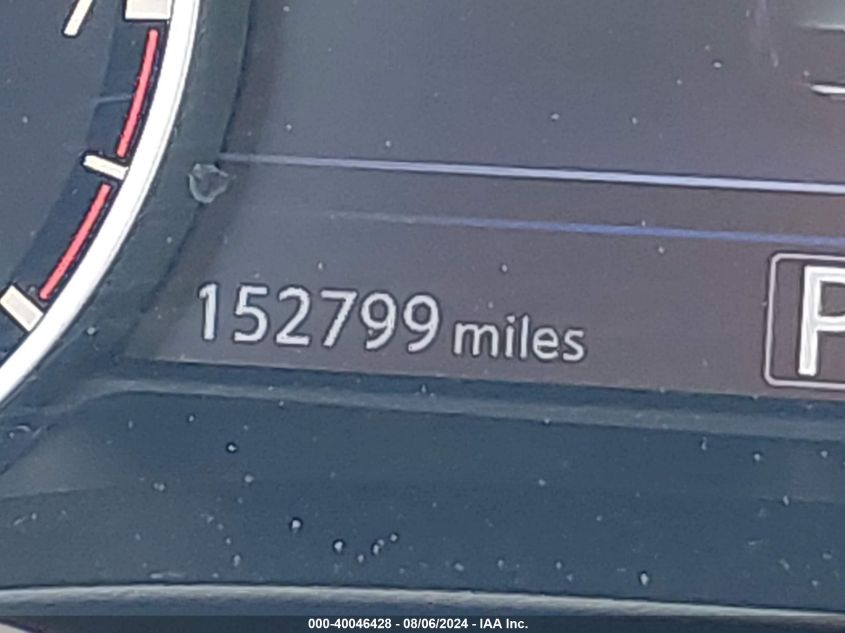 152799 miles
P
000-40046428 - 08/06/2024 - IAA Inc.